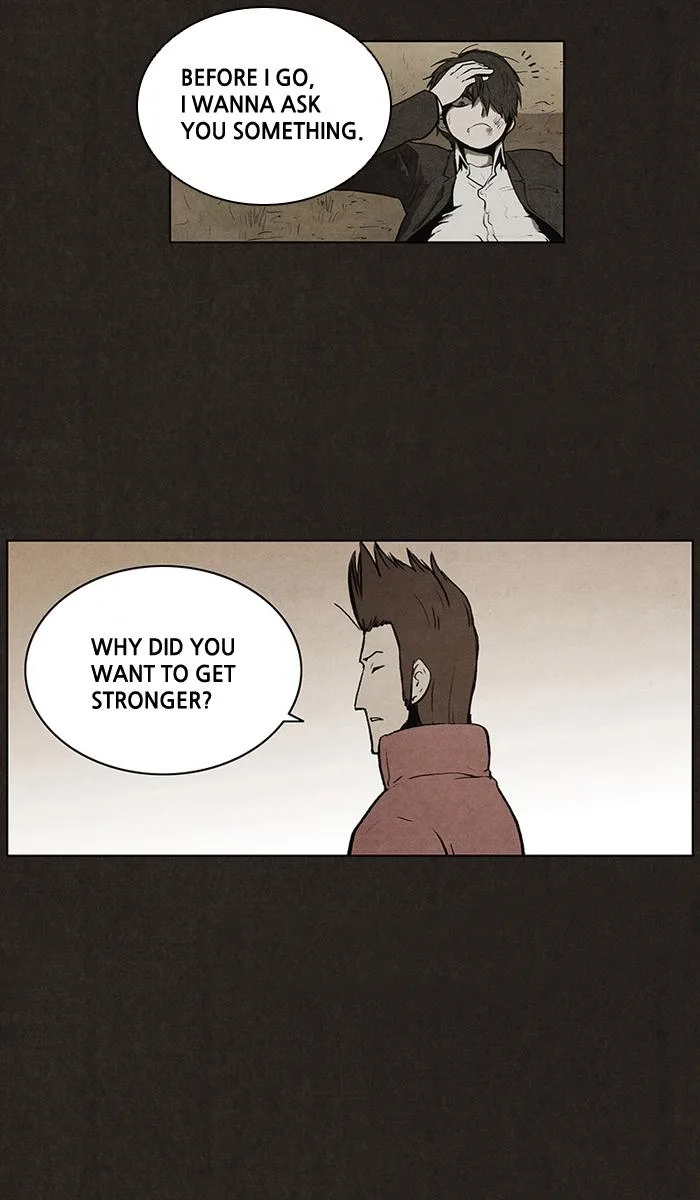 BEFORE I GO,
I WANNA ASK
YOU SOMETHING.
WHY DID YOU
WANT TO GET
STRONGER?